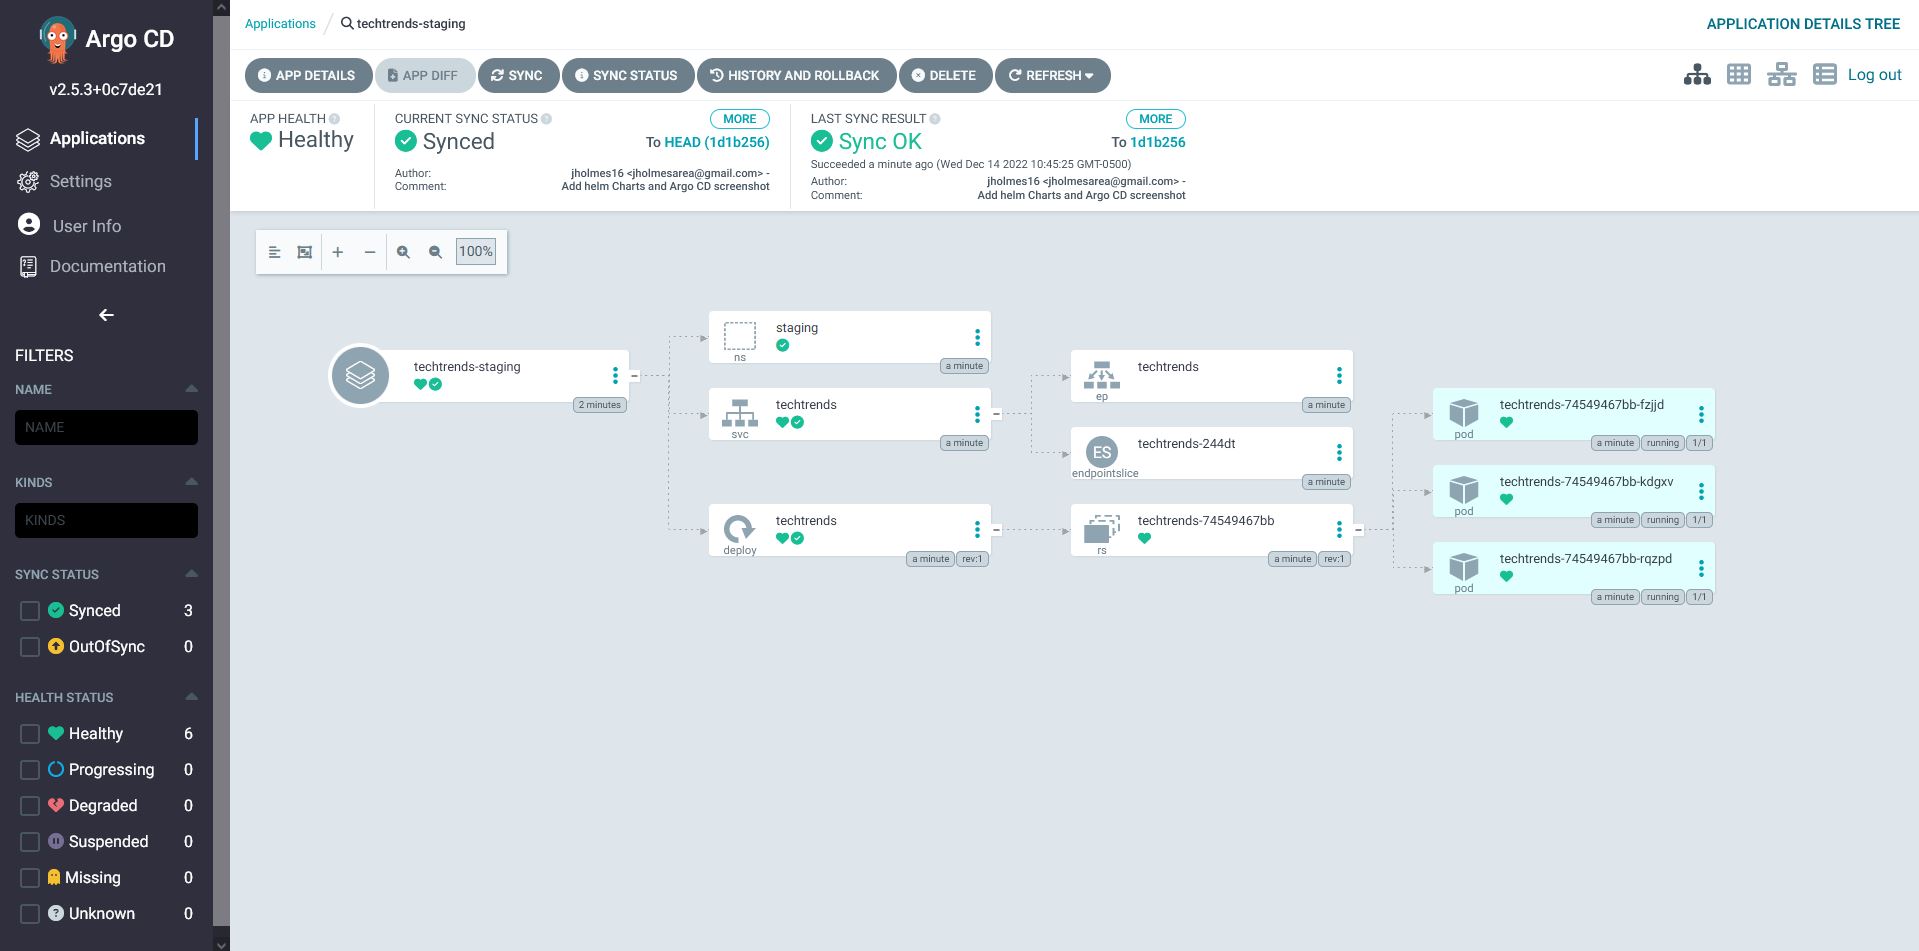 Argo CD
v2.5.3+0c7de21
Applications
Settings
User Info
Documentation
FILTERS
NAME
NAME
KINDS
KINDS
SYNC STATUS
Synced 3
OutOfSync 0
HEALTH STATUS
Healthy 6
Progressing 0
Degraded 0
Suspended 0
Missing 0
Unknown 0
Applications / techtrends-staging
APPLICATION DETAILS TREE
APP DETAILS APP DIFF SYNC SYNC STATUS HISTORY AND ROLLBACK DELETE REFRESH
Log out
APP HEALTH
Healthy
CURRENT SYNC STATUS MORE
Synced To HEAD (1d1b256)
Author: jholmes16 <jholmesarea@gmail.com> -
Comment: Add helm Charts and Argo CD screenshot
LAST SYNC RESULT MORE
Sync OK To 1d1b256
Succeeded a minute ago (Wed Dec 14 2022 10:45:25 GMT-0500)
Author: jholmes16 <jholmesarea@gmail.com> -
Comment: Add helm Charts and Argo CD screenshot
100%
techtrends-staging
2 minutes
staging
ns
a minute
techtrends
svc
a minute
techtrends
deploy
a minute rev:1
techtrends
ep
a minute
ES
techtrends-244dt
endpointslice
a minute
techtrends-74549467bb
rs
a minute rev:1
techtrends-74549467bb-fzjjd
pod
a minute running 1/1
techtrends-74549467bb-kdgxv
pod
a minute running 1/1
techtrends-74549467bb-rqzpd
pod
a minute running 1/1